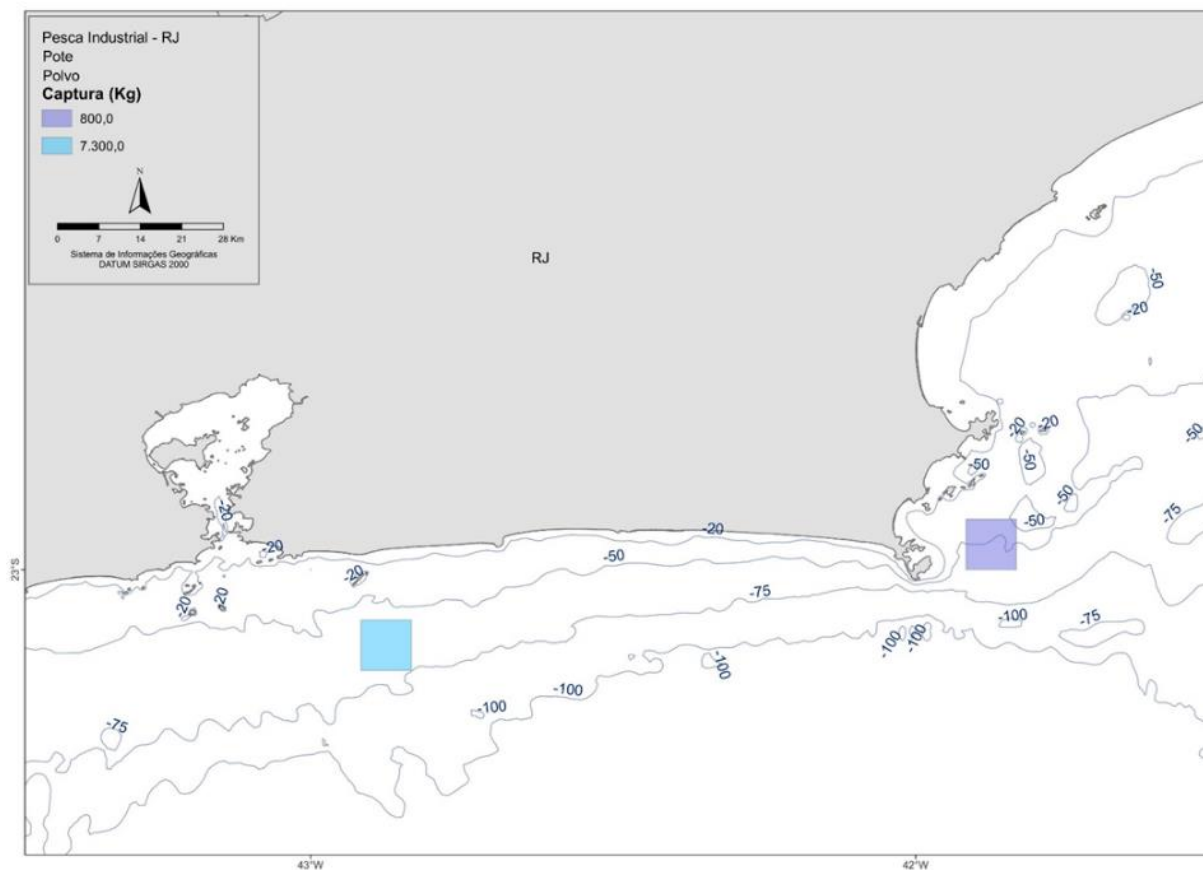 Pesca Industrial - RJ
Pote
Polvo
Captura (Kg)
800,0
7.300,0
N
0 7 14 21 28 Km
Sistema de Informações Geográficas
DATUM SIRGAS 2000
RJ
-50
-20
-20
-20
-50
-50
-50
-50
-50
-75
-20
-20
-20
-50
-20
-20
-20
-75
-100
-75
-100
-100
-100
-100
-100
-75
23°S
43°W
42°W